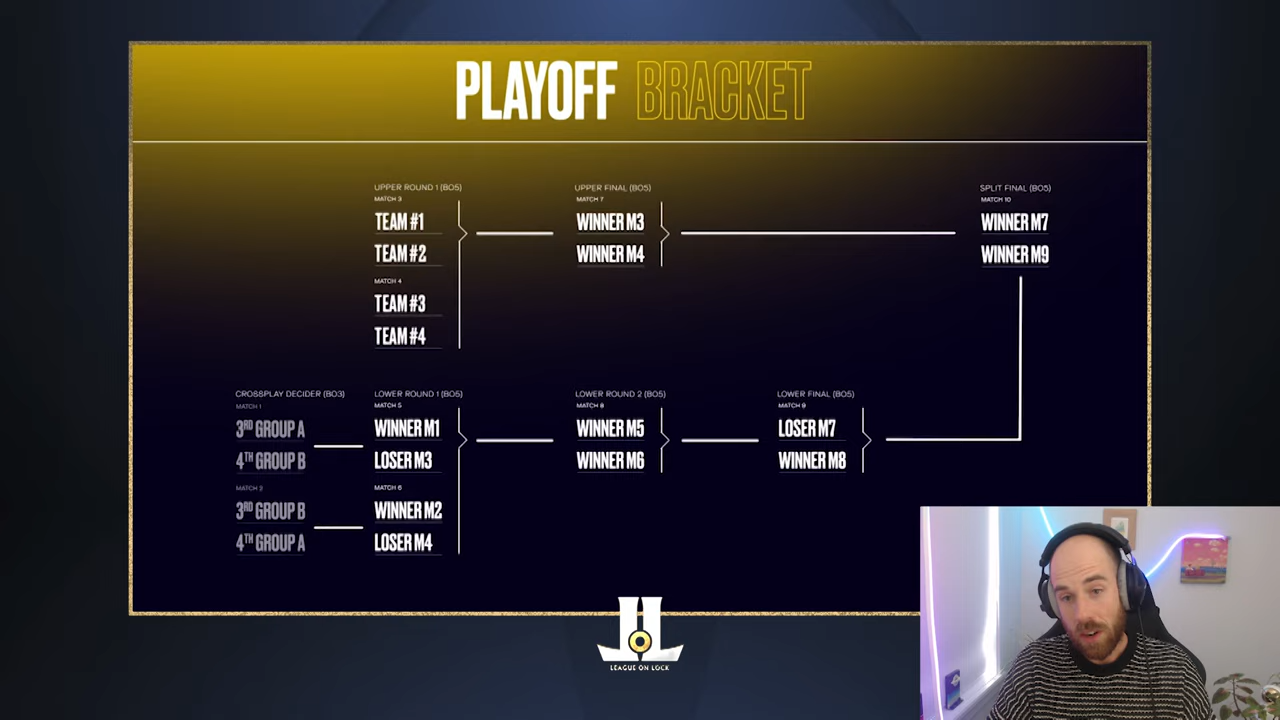 PLAYOFF BRACKET
UPPER ROUND 1 (BO5)
MATCH 3
TEAM #1
TEAM #2
MATCH 4
TEAM #3
TEAM #4
UPPER FINAL (BO5)
MATCH 7
WINNER M3
WINNER M4
SPLIT FINAL (BO5)
MATCH 10
WINNER M7
WINNER M9
CROSSPLAY DECIDER (BO3)
MATCH 1
3RD GROUP A
4TH GROUP B
MATCH 2
3RD GROUP B
4TH GROUP A
LOWER ROUND 1 (BO5)
MATCH 5
WINNER M1
LOSER M3
MATCH 6
WINNER M2
LOSER M4
LOWER ROUND 2 (BO5)
MATCH 8
WINNER M5
WINNER M6
LOWER FINAL (BO5)
MATCH 9
LOSER M7
WINNER M8
LEAGUE ON LOCK